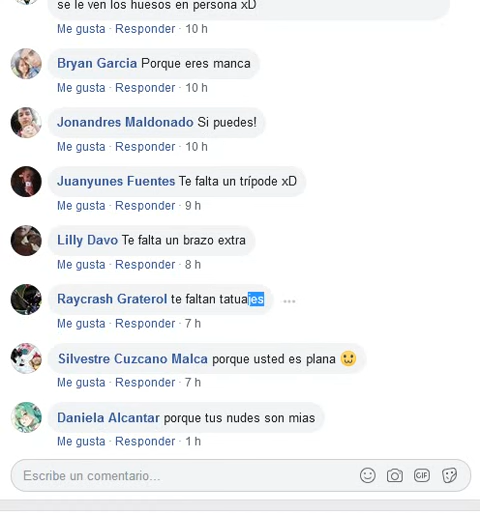 se le ven los huesos en persona xD
Me gusta · Responder · 10 h
Bryan Garcia Porque eres manca
Me gusta · Responder · 10 h
Jonandres Maldonado Si puedes!
Me gusta · Responder · 10 h
Juanyunes Fuentes Te falta un trípode xD
Me gusta · Responder · 9 h
Lilly Davo Te falta un brazo extra
Me gusta · Responder · 8 h
Raycrash Graterol te faltan tatuajes
Me gusta · Responder · 7 h
Silvestre Cuzcano Malca porque usted es plana
Me gusta · Responder · 7 h
Daniela Alcantar porque tus nudes son mias
Me gusta · Responder · 1 h
Escribe un comentario...
GIF